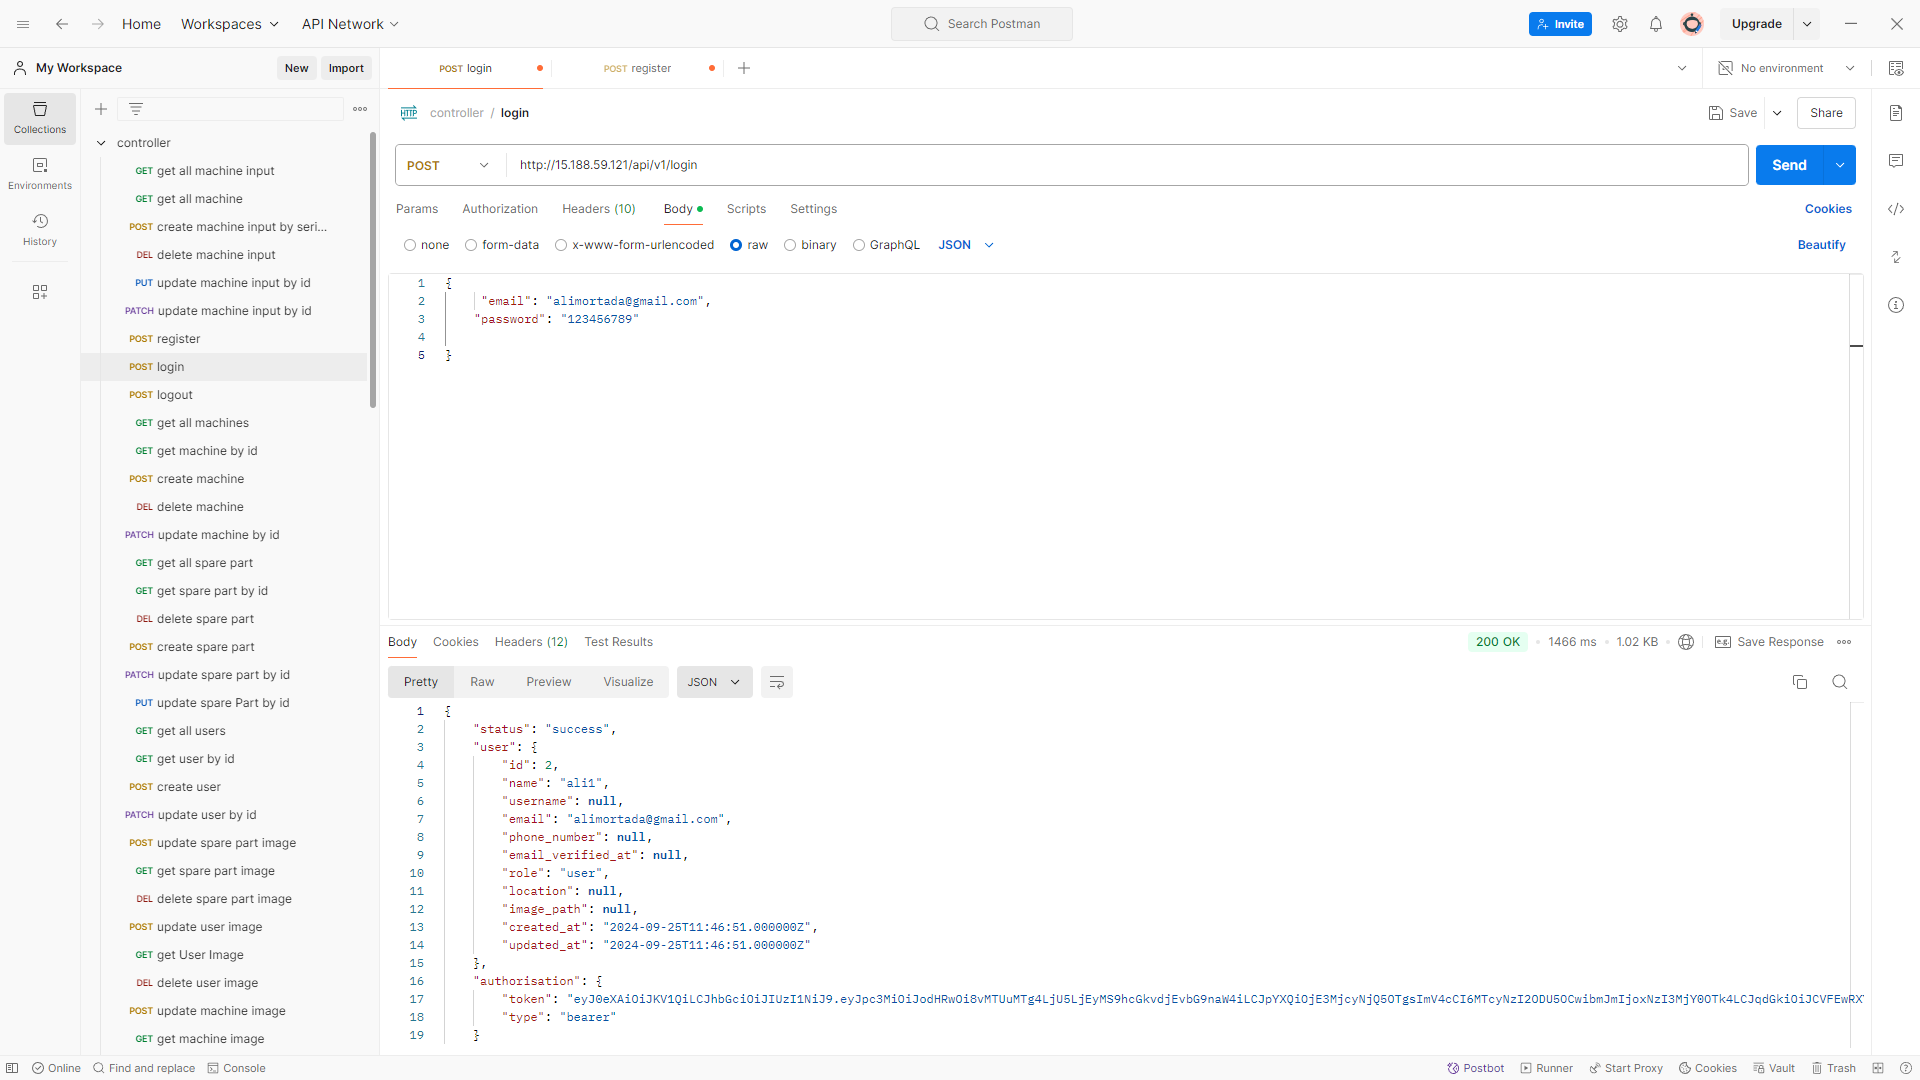 Home
Workspaces
API Network
Search Postman
Invite
Upgrade
My Workspace
New
Import
POST login
POST register
No environment
Collections
Environments
History
controller
GET get all machine input
GET get all machine
POST create machine input by seri...
DEL delete machine input
PUT update machine input by id
PATCH update machine input by id
POST register
POST login
POST logout
GET get all machines
GET get machine by id
POST create machine
DEL delete machine
PATCH update machine by id
GET get all spare part
GET get spare part by id
DEL delete spare part
POST create spare part
PATCH update spare part by id
PUT update spare Part by id
GET get all users
GET get user by id
POST create user
PATCH update user by id
POST update spare part image
GET get spare part image
DEL delete spare part image
POST update user image
GET get User Image
DEL delete user image
POST update machine image
GET get machine image
HTTP controller / login
Save
Share
POST http://15.188.59.121/api/v1/login
Send
Params Authorization Headers (10) Body Scripts Settings
Cookies
none form-data x-www-form-urlencoded raw binary GraphQL JSON
Beautify
1 {
2 "email": "alimortada@gmail.com",
3 "password": "123456789"
4
5 }
Body Cookies Headers (12) Test Results
200 OK • 1466 ms • 1.02 KB
e.g. Save Response
Pretty Raw Preview Visualize JSON
1 {
2 "status": "success",
3 "user": {
4 "id": 2,
5 "name": "ali1",
6 "username": null,
7 "email": "alimortada@gmail.com",
8 "phone_number": null,
9 "email_verified_at": null,
10 "role": "user",
11 "location": null,
12 "image_path": null,
13 "created_at": "2024-09-25T11:46:51.000000Z",
14 "updated_at": "2024-09-25T11:46:51.000000Z"
15 },
16 "authorisation": {
17 "token":
18 "type": "bearer"
19 }
Online
Find and replace
Console
Postbot
Runner
Start Proxy
Cookies
Vault
Trash